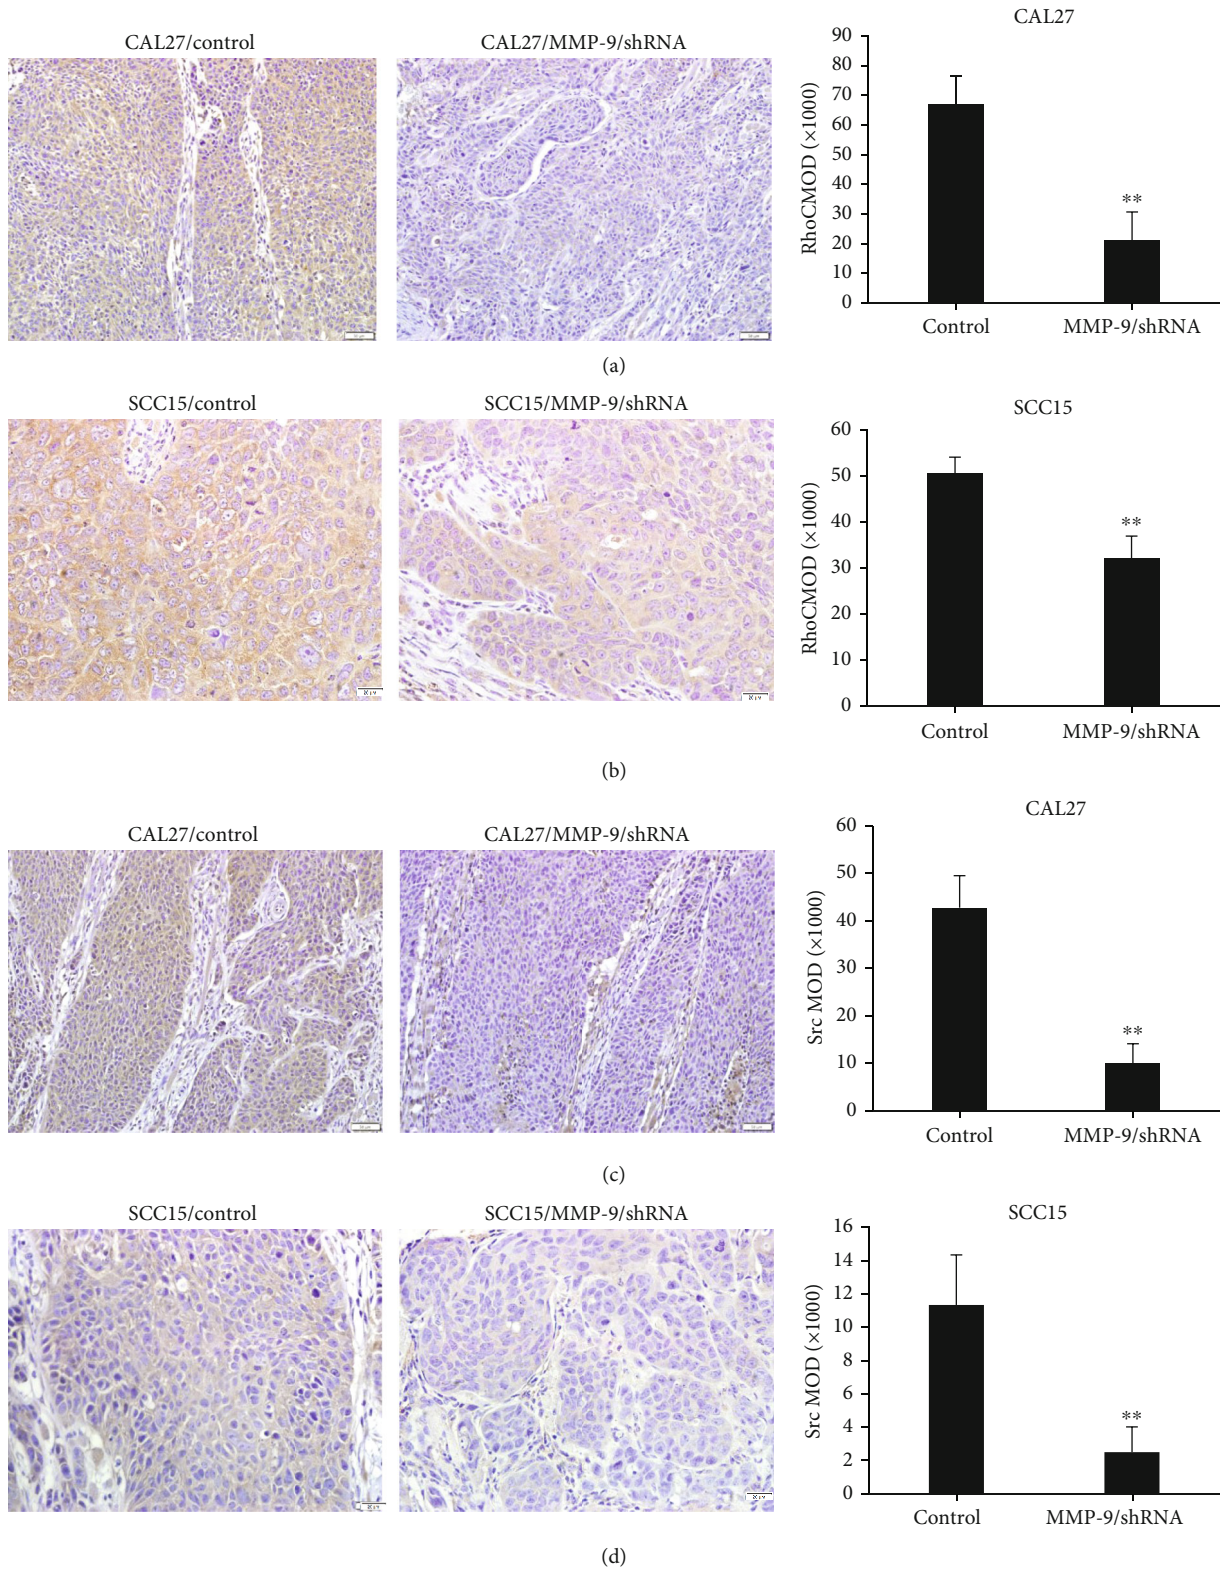 CAL27/control
CAL27/MMP-9/shRNA
CAL27
RhoCMOD (×1000)
90
80
70
60
50
40
30
20
10
0
**
Control
MMP-9/shRNA
(a)
SCC15/control
SCC15/MMP-9/shRNA
SCC15
RhoCMOD (×1000)
60
50
40
30
20
10
0
**
Control
MMP-9/shRNA
(b)
CAL27/control
CAL27/MMP-9/shRNA
CAL27
Src MOD (×1000)
60
50
40
30
20
10
0
**
Control
MMP-9/shRNA
(c)
SCC15/control
SCC15/MMP-9/shRNA
SCC15
Src MOD (×1000)
16
14
12
10
8
6
4
2
0
**
Control
MMP-9/shRNA
(d)